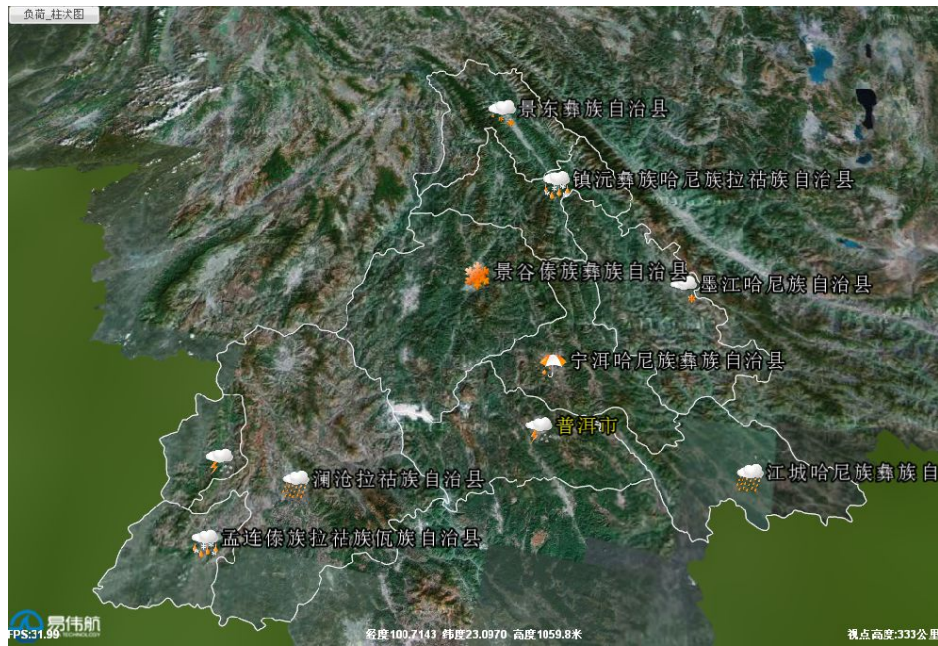 负荷_柱状图
景东彝族自治县
镇沅彝族哈尼族拉祜族自治县
景谷傣族彝族自治县
墨江哈尼族自治县
宁洱哈尼族彝族自治县
普洱市
澜沧拉祜族自治县
江城哈尼族彝族自
孟连傣族拉祜族佤族自治县
易伟航
TECHNOLOGY
FPS:31.99
经度100.7143 纬度23.0970 高度1059.8米
视点高度:333公里